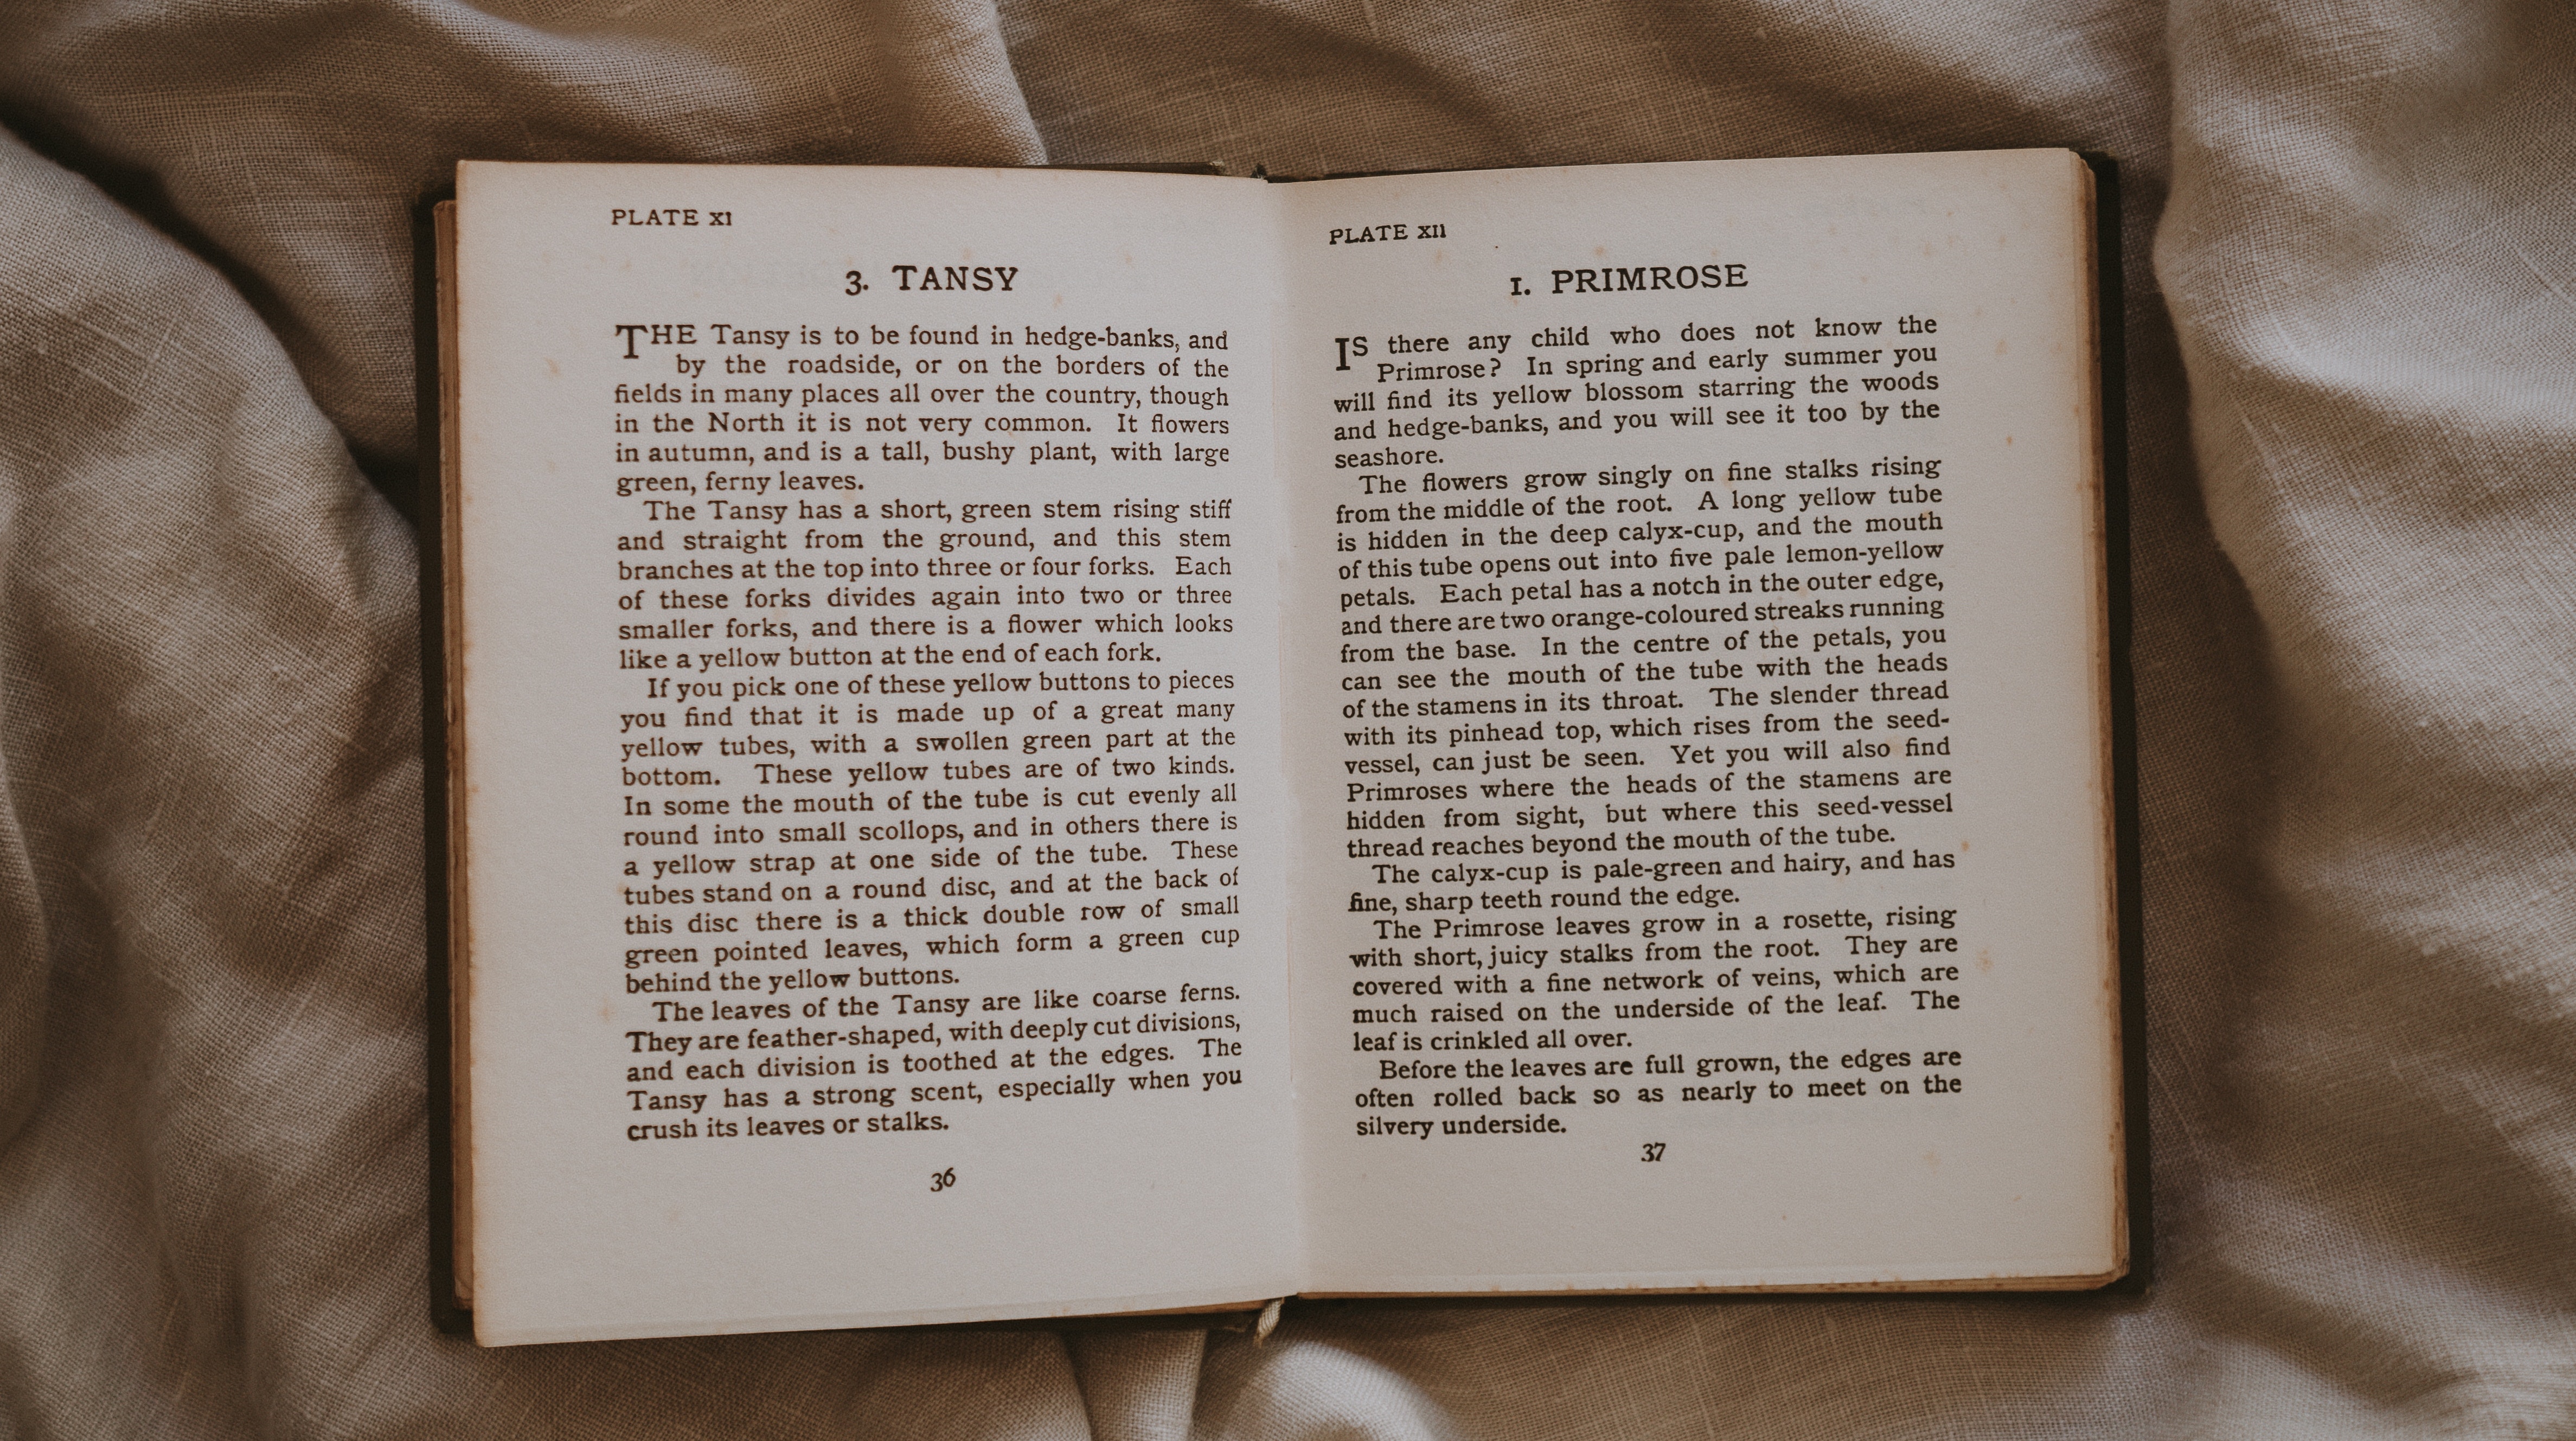 PLATE XI
3. TANSY
THE Tansy is to be found in hedge-banks, and
by the roadside, or on the borders of the
fields in many places all over the country, though
in the North it is not very common. It flowers
in autumn, and is a tall, bushy plant, with large
green, ferny leaves.
The Tansy has a short, green stem rising stiff
and straight from the ground, and this stem
branches at the top into three or four forks. Each
of these forks divides again into two or three
smaller forks, and there is a flower which looks
like a yellow button at the end of each fork.
If you pick one of these yellow buttons to pieces
you find that it is made up of a great many
yellow tubes, with a swollen green part at the
bottom. These yellow tubes are of two kinds.
In some the mouth of the tube is cut evenly all
round into small scollops, and in others there is
a yellow strap at one side of the tube. These
tubes stand on a round disc, and at the back of
this disc there is a thick double row of small
green pointed leaves, which form a green cup
behind the yellow buttons.
The leaves of the Tansy are like coarse ferns.
They are feather-shaped, with deeply cut divisions,
and each division is toothed at the edges. The
Tansy has a strong scent, especially when you
crush its leaves or stalks.
36
PLATE XII
1. PRIMROSE
IS there any child who does not know the
Primrose? In spring and early summer you
will find its yellow blossom starring the woods
and hedge-banks, and you will see it too by the
seashore.
The flowers grow singly on fine stalks rising
from the middle of the root. A long yellow tube
is hidden in the deep calyx-cup, and the mouth
of this tube opens out into five pale lemon-yellow
petals. Each petal has a notch in the outer edge,
and there are two orange-coloured streaks running
from the base. In the centre of the petals, you
can see the mouth of the tube with the heads
of the stamens in its throat. The slender thread
with its pinhead top, which rises from the seed-
vessel, can just be seen. Yet you will also find
Primroses where the heads of the stamens are
hidden from sight, but where this seed-vessel
thread reaches beyond the mouth of the tube.
The calyx-cup is pale-green and hairy, and has
fine, sharp teeth round the edge.
The Primrose leaves grow in a rosette, rising
with short, juicy stalks from the root. They are
covered with a fine network of veins, which are
much raised on the underside of the leaf. The
leaf is crinkled all over.
Before the leaves are full grown, the edges are
often rolled back so as nearly to meet on the
silvery underside.
37